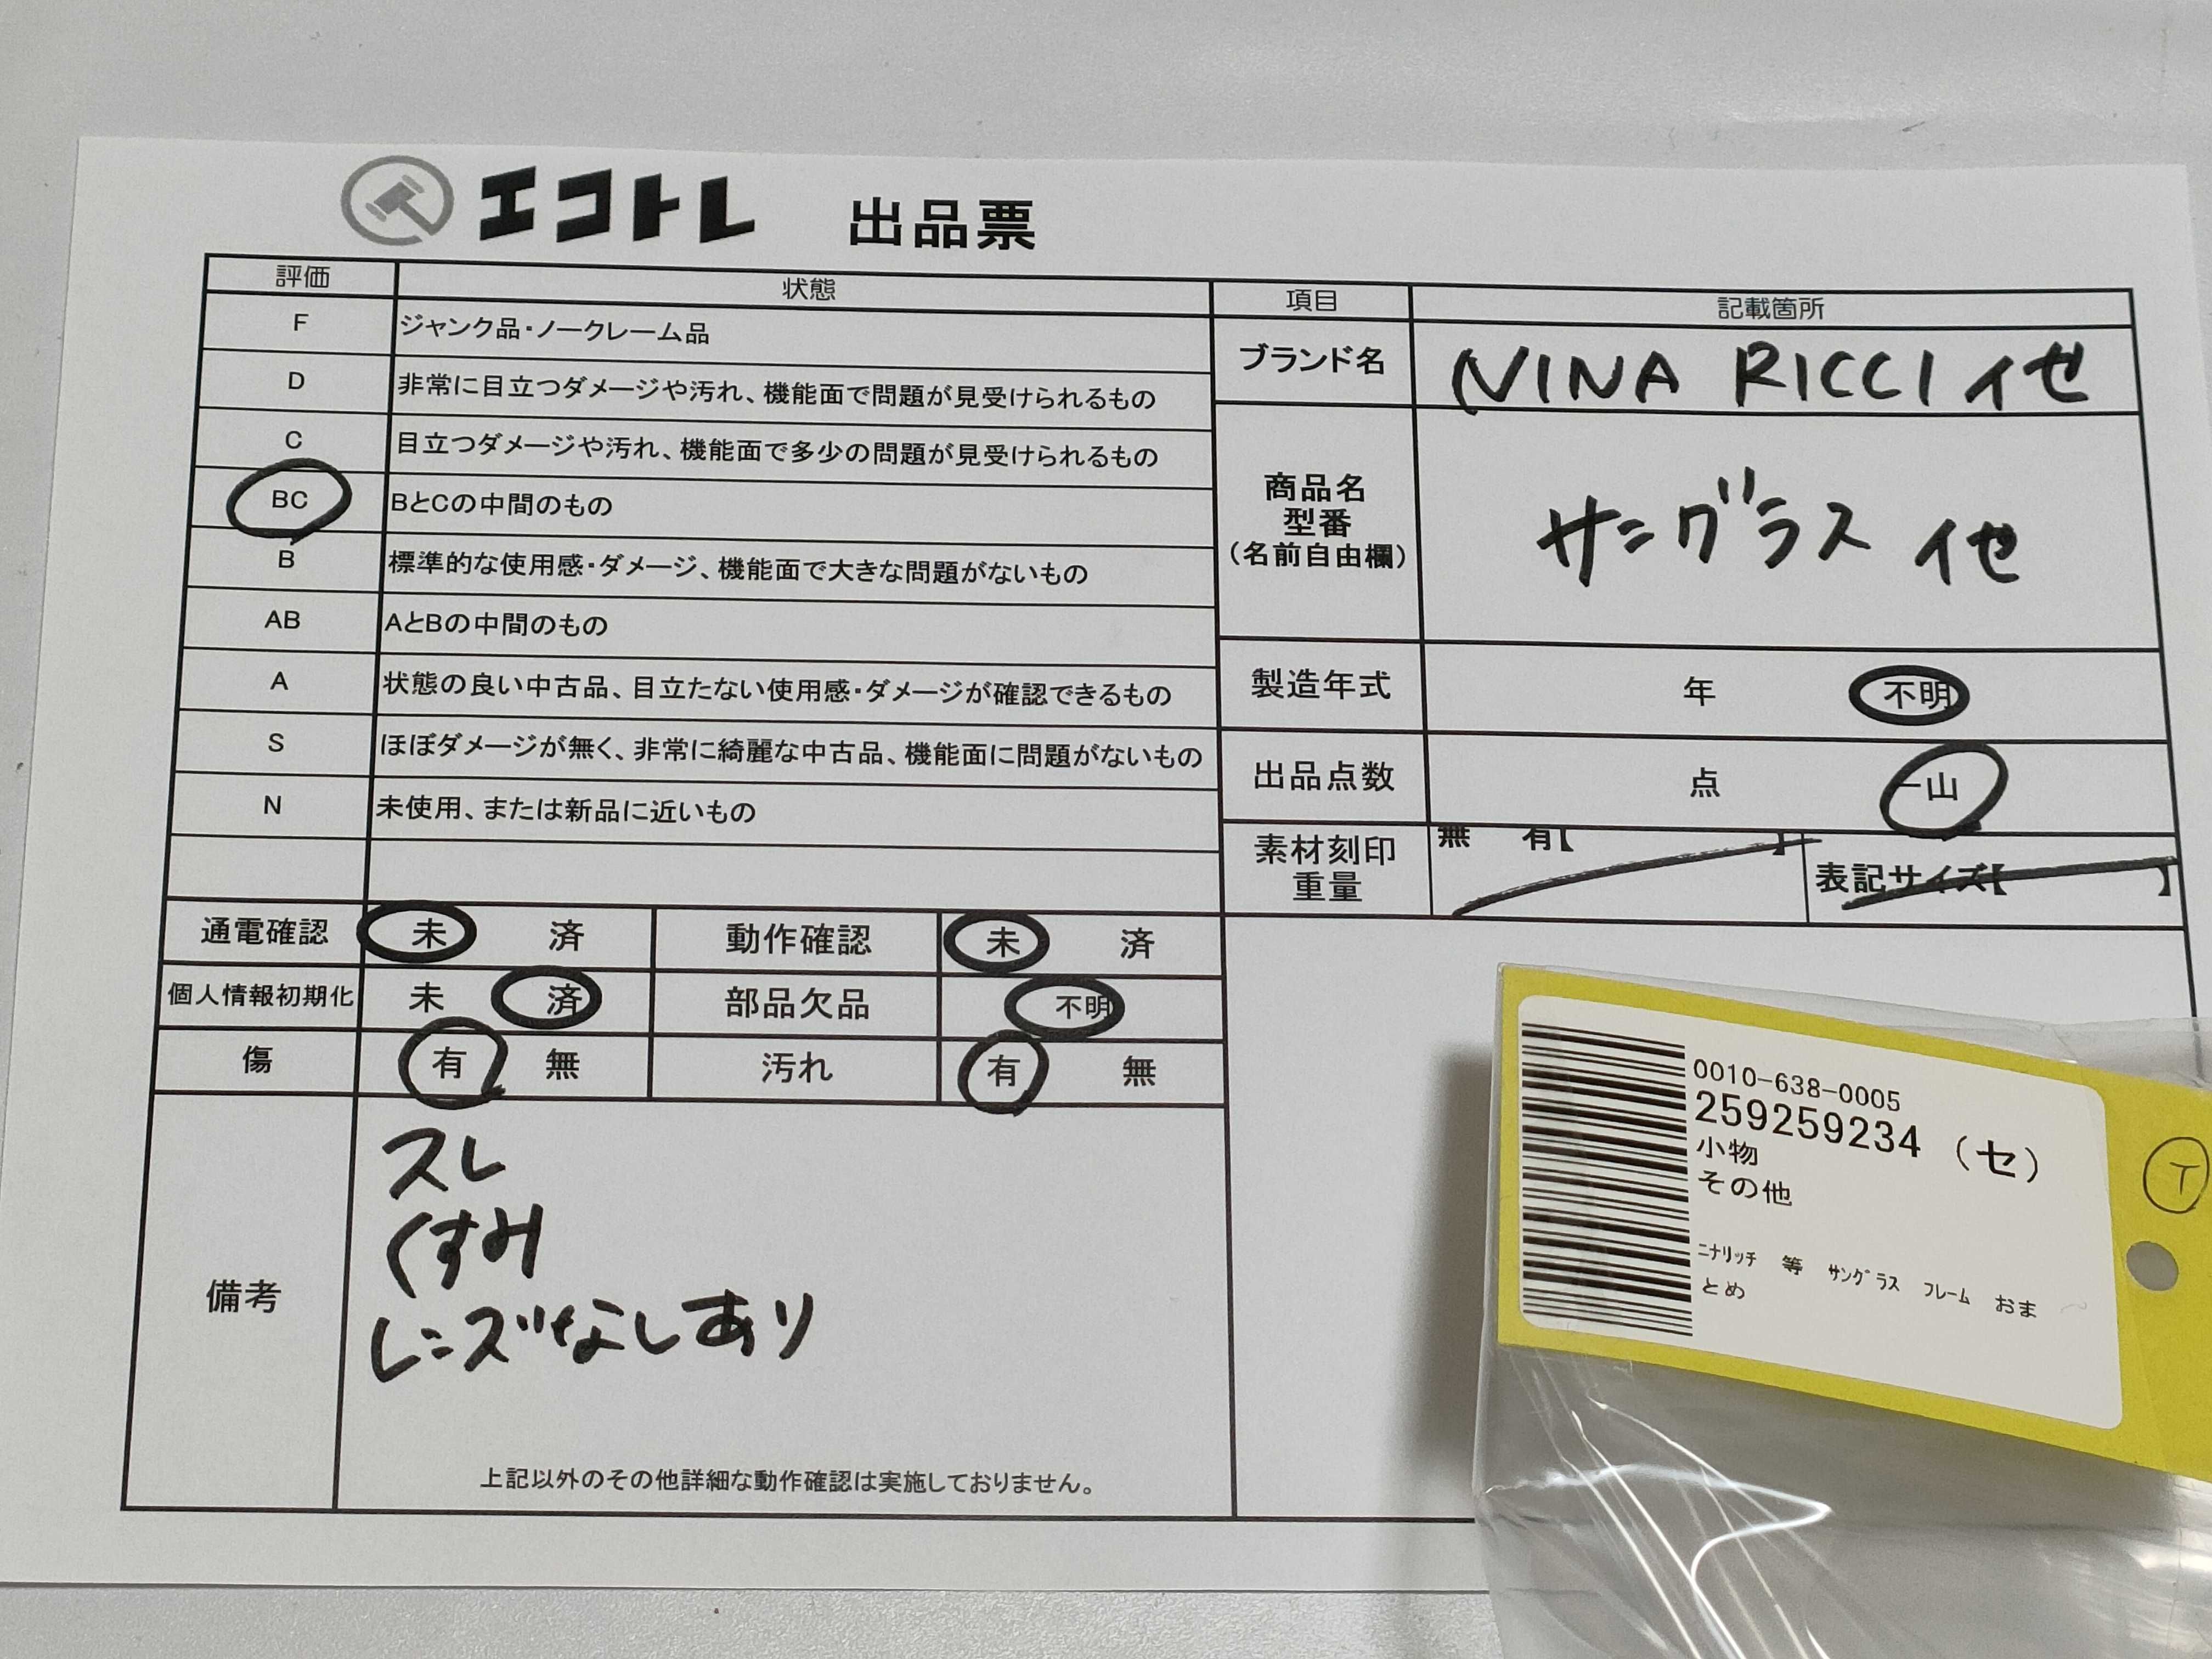 エコトレ 出品票
評価 状態
F ジャンク品・ノークレーム品
D 非常に目立つダメージや汚れ、機能面で問題が見受けられるもの
C 目立つダメージや汚れ、機能面で多少の問題が見受けられるもの
BC BとCの中間のもの
B 標準的な使用感・ダメージ、機能面で大きな問題がないもの
AB AとBの中間のもの
A 状態の良い中古品、目立たない使用感・ダメージが確認できるもの
S ほぼダメージが無く、非常に綺麗な中古品、機能面に問題がないもの
N 未使用、または新品に近いもの
通電確認 未 済 動作確認 未 済
個人情報初期化 未 済 部品欠品 不明
傷 有 無 汚れ 有 無
備考
スレ
くすみ
レンズなしあり
上記以外のその他詳細な動作確認は実施しておりません。
項目 記載箇所
ブランド名 NINA RICCI 他
商品名
型番
(名前自由欄)
サングラス 他
製造年式 年 不明
出品点数 点 一山
素材刻印
重量
無 有【 】 表記サイズ【 】
0010-638-0005
259259234 (セ)
小物
その他
ニナリッチ 等 サングラス フレーム おま
とめ
T